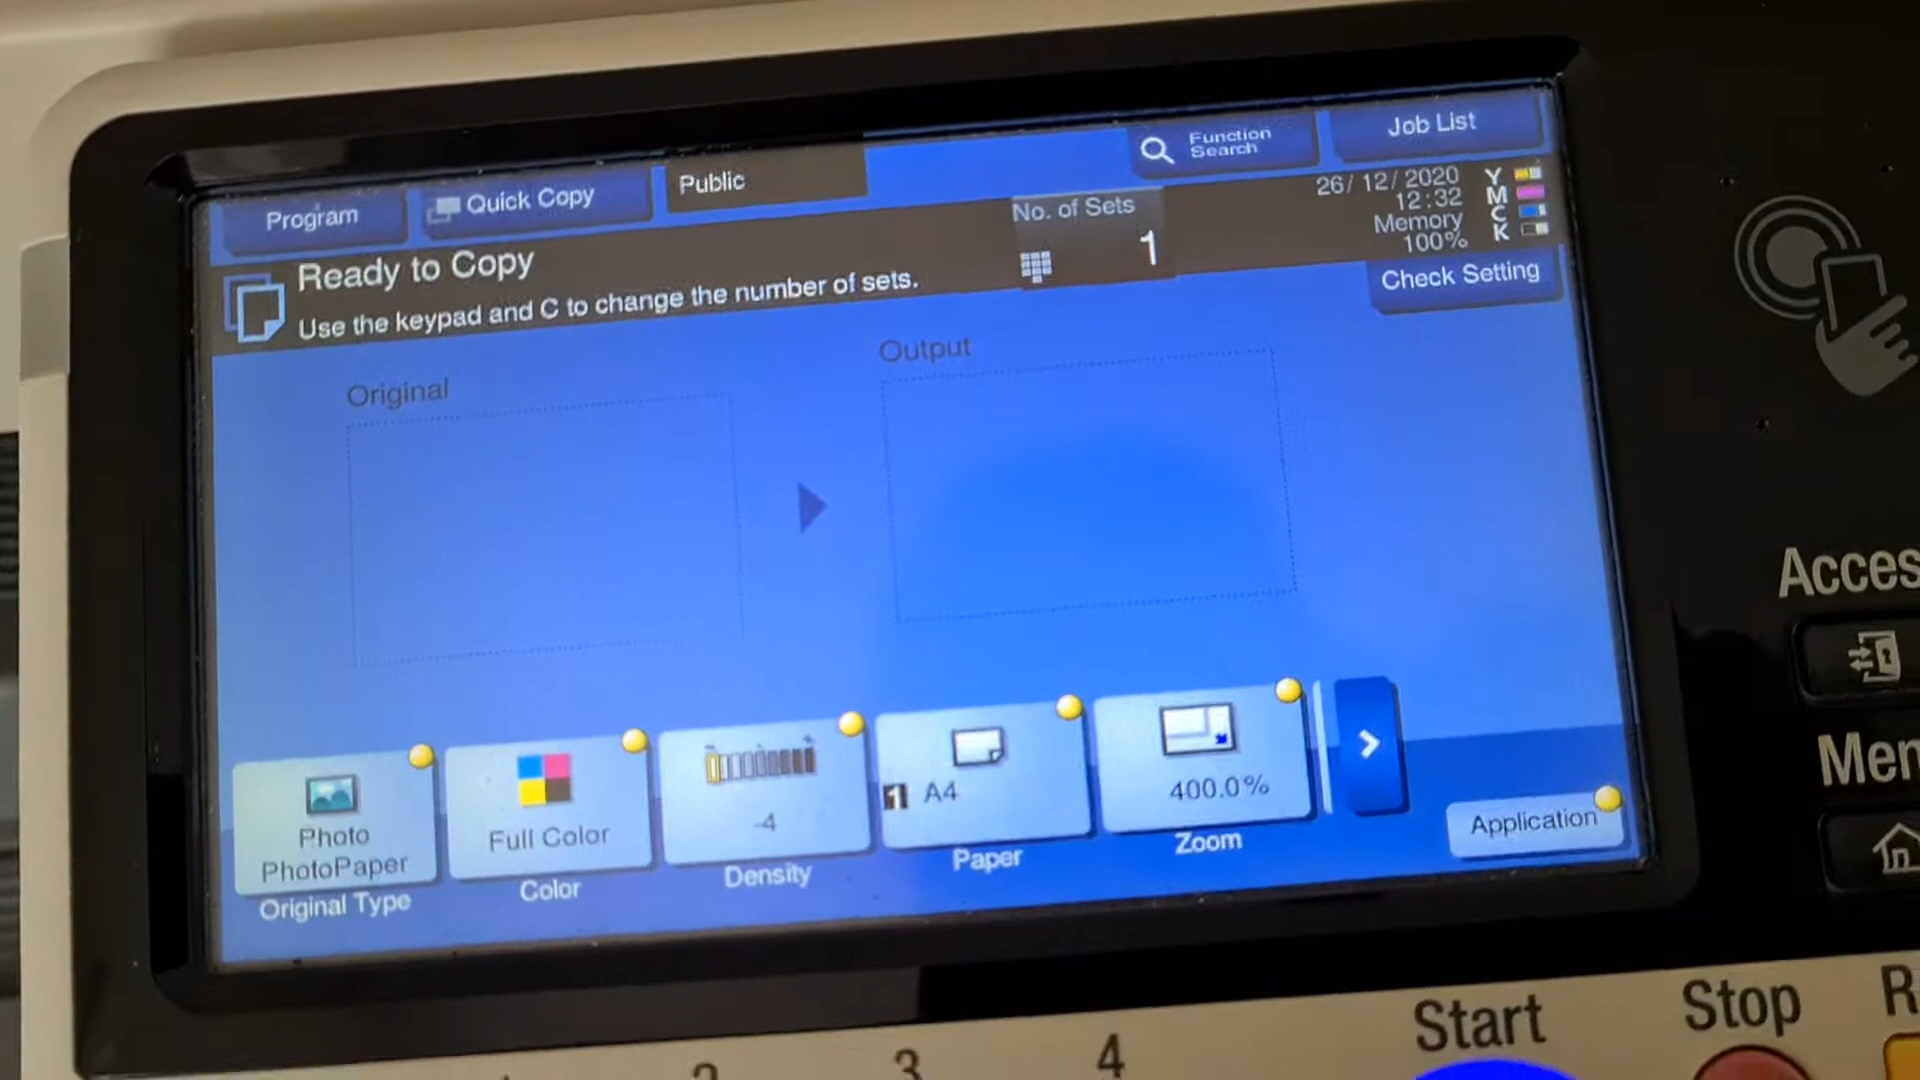 Program
Quick Copy
Public
Function
Search
Job List
Ready to Copy
Use the keypad and C to change the number of sets.
No. of Sets
1
26/12/2020
12:32
Memory
100%
Y
M
C
K
Check Setting
Original
Output
Photo
PhotoPaper
Original Type
Full Color
Color
-4
Density
1 A4
Paper
400.0%
Zoom
Application
Acces
Men
Start
Stop
R
2
3
4